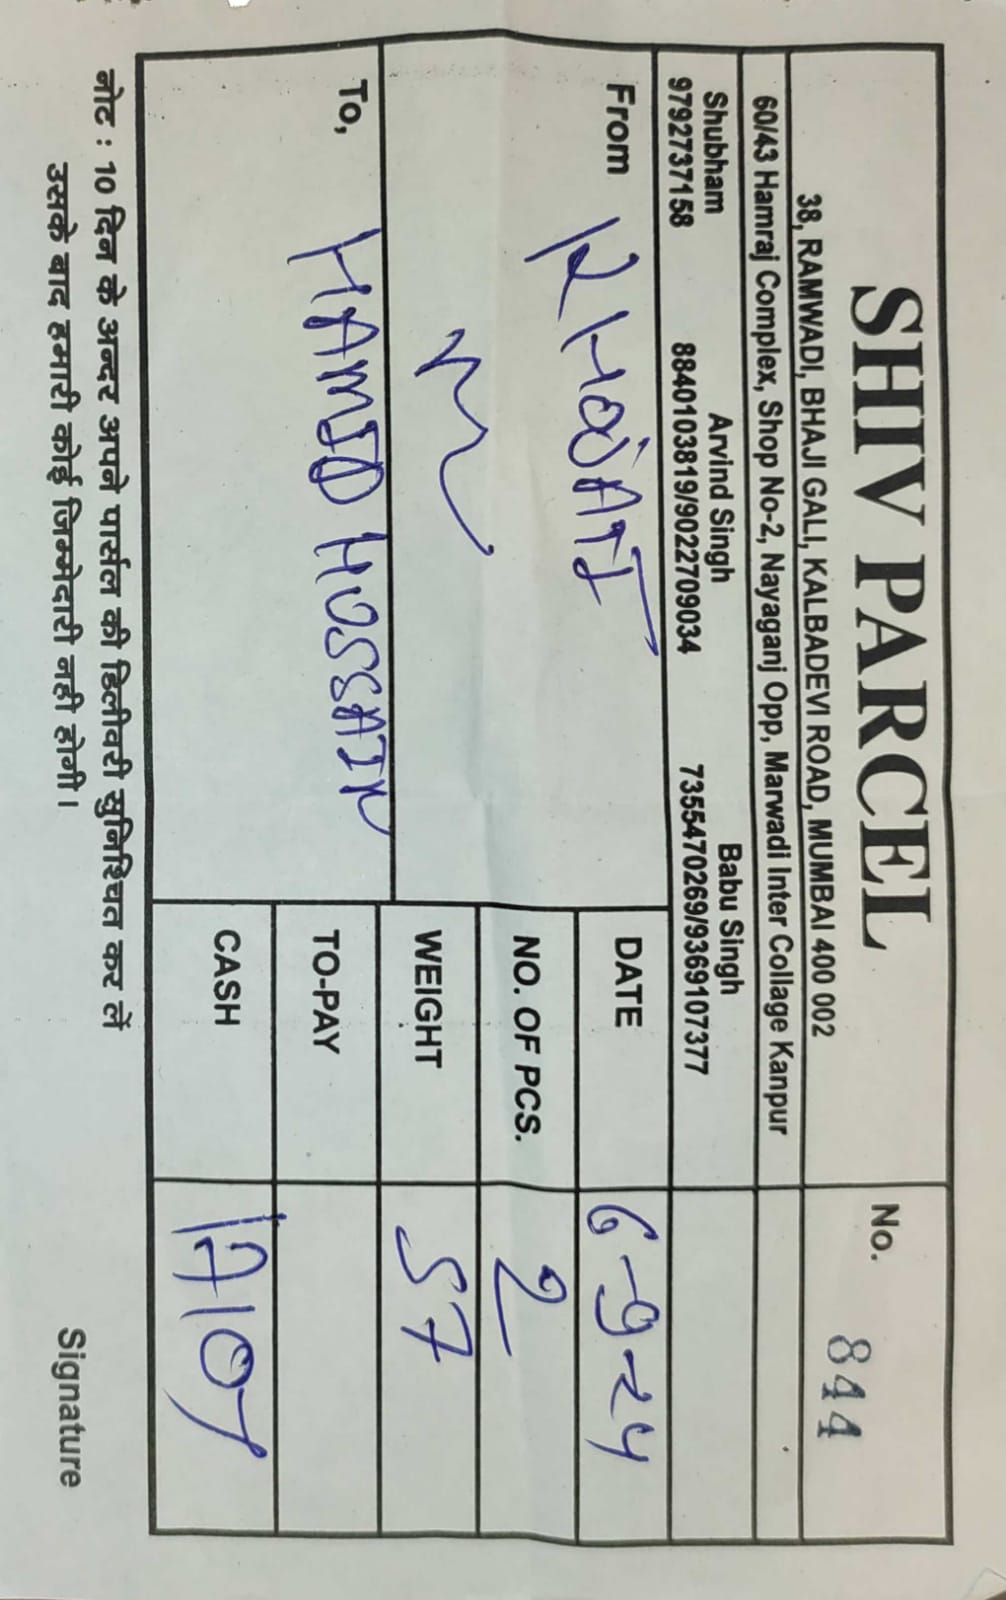 SHIV PARCEL
No. 844
38, RAMWADI, BHAJI GALI, KALBADEVI ROAD, MUMBAI 400 002
60/43 Hamraj Complex, Shop No-2, Nayaganj Opp, Marwadi Inter Collage Kanpur
Shubham Arvind Singh Babu Singh
9792737158 8840103819/9022709034 7355470269/9369107377
From
DATE 6-9-24
NO. OF PCS. 2
WEIGHT 57
To, HAMID HUSSAIN
TO-PAY
CASH
नोट : 10 दिन के अन्दर अपने पार्सल की डिलीवरी सुनिश्चित कर लें
उसके बाद हमारी कोई जिम्मेदारी नही होगी।
Signature